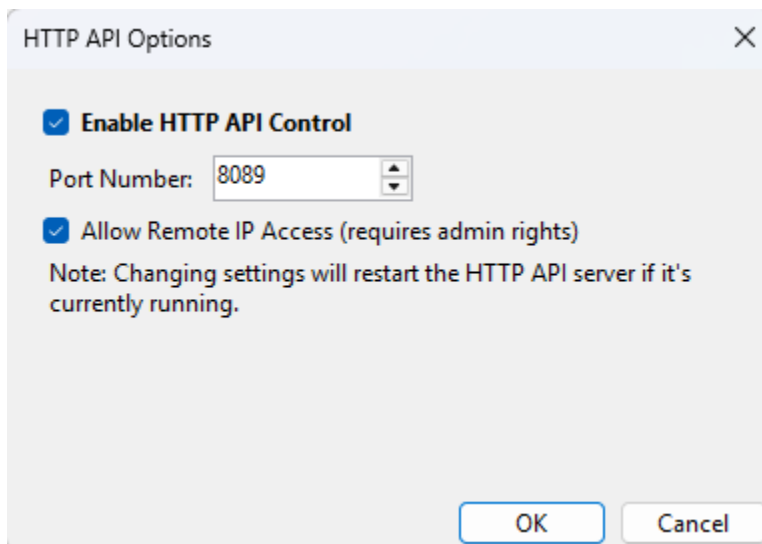 HTTP API Options
Enable HTTP API Control
Port Number: 8089
Allow Remote IP Access (requires admin rights)
Note: Changing settings will restart the HTTP API server if it's
currently running.
OK Cancel